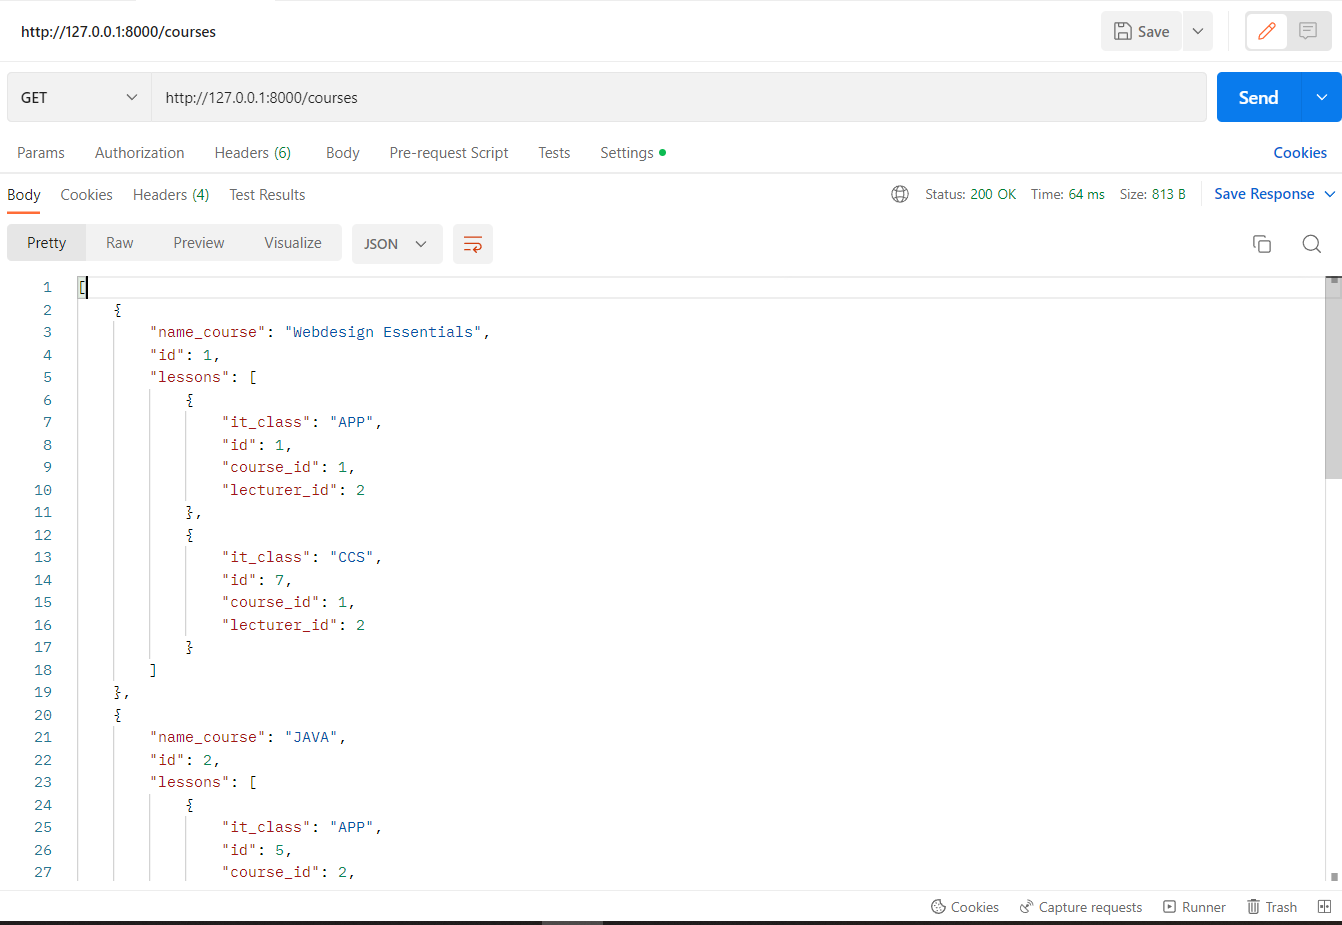 http://127.0.0.1:8000/courses
Save
GET
http://127.0.0.1:8000/courses
Send
Params Authorization Headers (6) Body Pre-request Script Tests Settings Cookies
Body Cookies Headers (4) Test Results Status: 200 OK Time: 64 ms Size: 813 B Save Response
Pretty Raw Preview Visualize JSON
1 [
2 {
3 "name_course": "Webdesign Essentials",
4 "id": 1,
5 "lessons": [
6 {
7 "it_class": "APP",
8 "id": 1,
9 "course_id": 1,
10 "lecturer_id": 2
11 },
12 {
13 "it_class": "CCS",
14 "id": 7,
15 "course_id": 1,
16 "lecturer_id": 2
17 }
18 ]
19 },
20 {
21 "name_course": "JAVA",
22 "id": 2,
23 "lessons": [
24 {
25 "it_class": "APP",
26 "id": 5,
27 "course_id": 2,
Cookies Capture requests Runner Trash